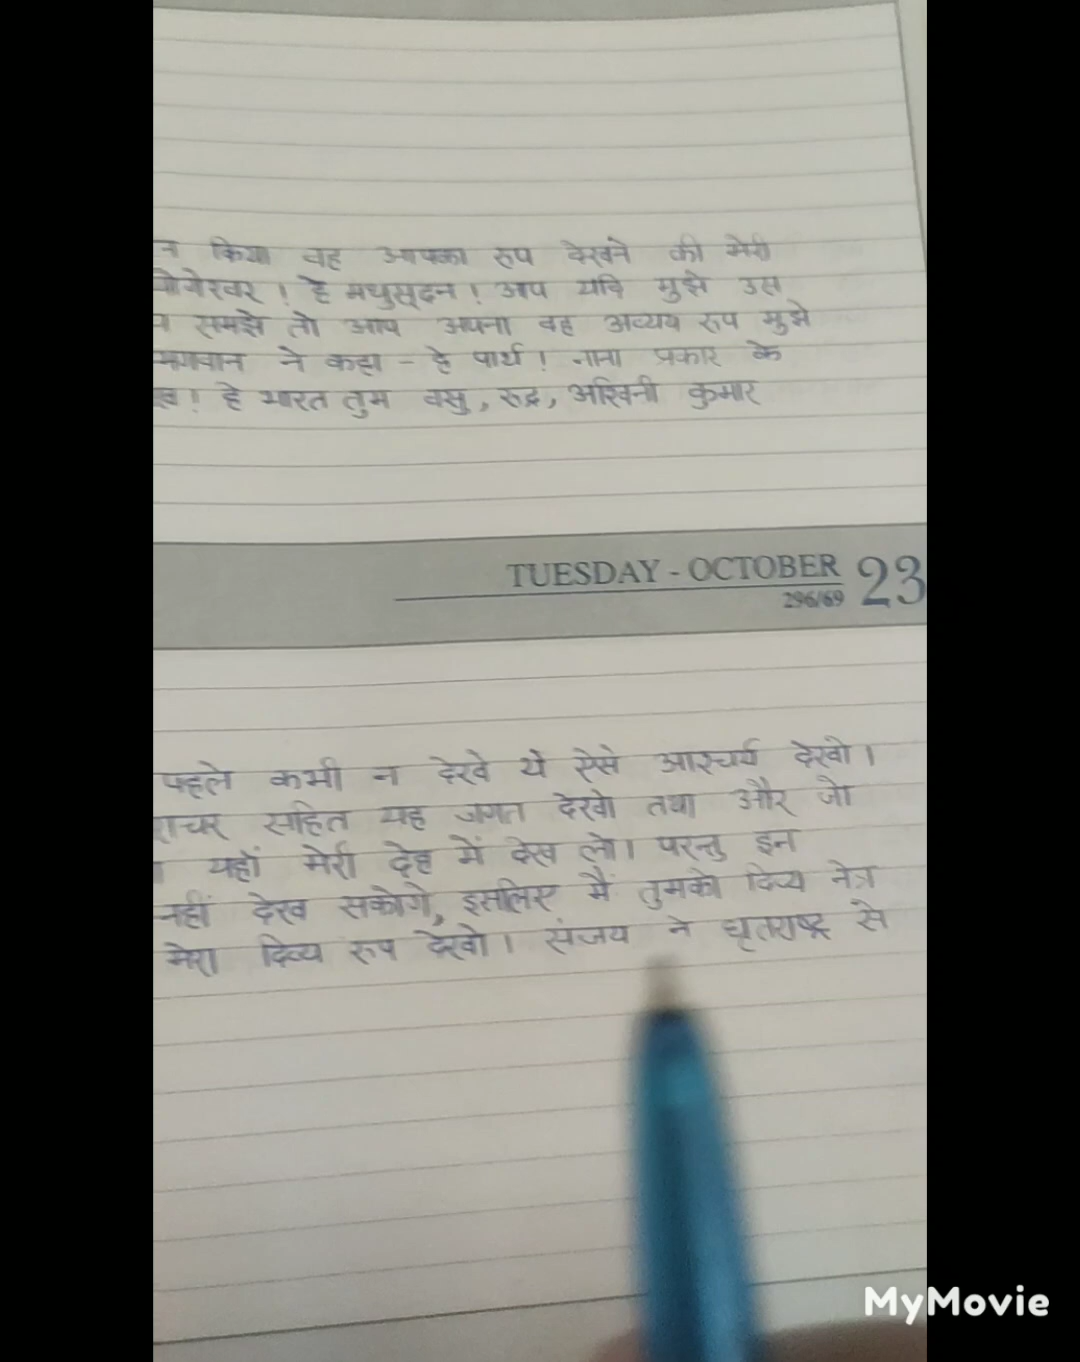 न किया वह आपका रुप देखने की मेरी
योगेश्वर ! हे मधुसूदन ! आप यदि मुझे उस
समझे तो आप अपना वह अव्यय रुप मुझे
भगवान ने कहा - हे पार्थ ! नाना प्रकार के
! हे भारत तुम वसु, रुद्र, अश्विनी कुमार
TUESDAY - OCTOBER 23
296/69
पहले कभी न देखे थे ऐसे आश्चर्य देखो ।
राचर सहित यह जगत देखो तथा और जो
यहाँ मेरी देह में देख लो। परन्तु इन
नहीं देख सकोगे, इसलिए मैं तुमको दिव्य नेत्र
मेरा दिव्य रुप देखो । संजय ने धृतराष्ट्र से
MyMovie